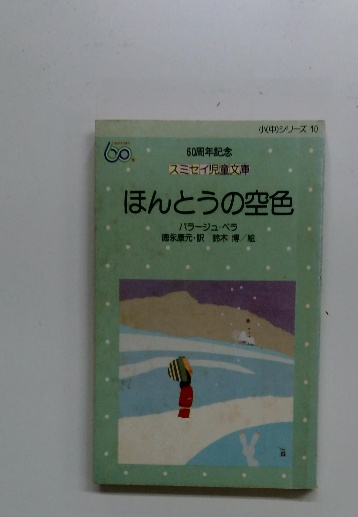 小(中)シリーズ 10
60
60周年記念
スミセイ児童文庫
ほんとうの空色
バラージュ・ベラ
徳永康元・訳 鈴木 博/絵